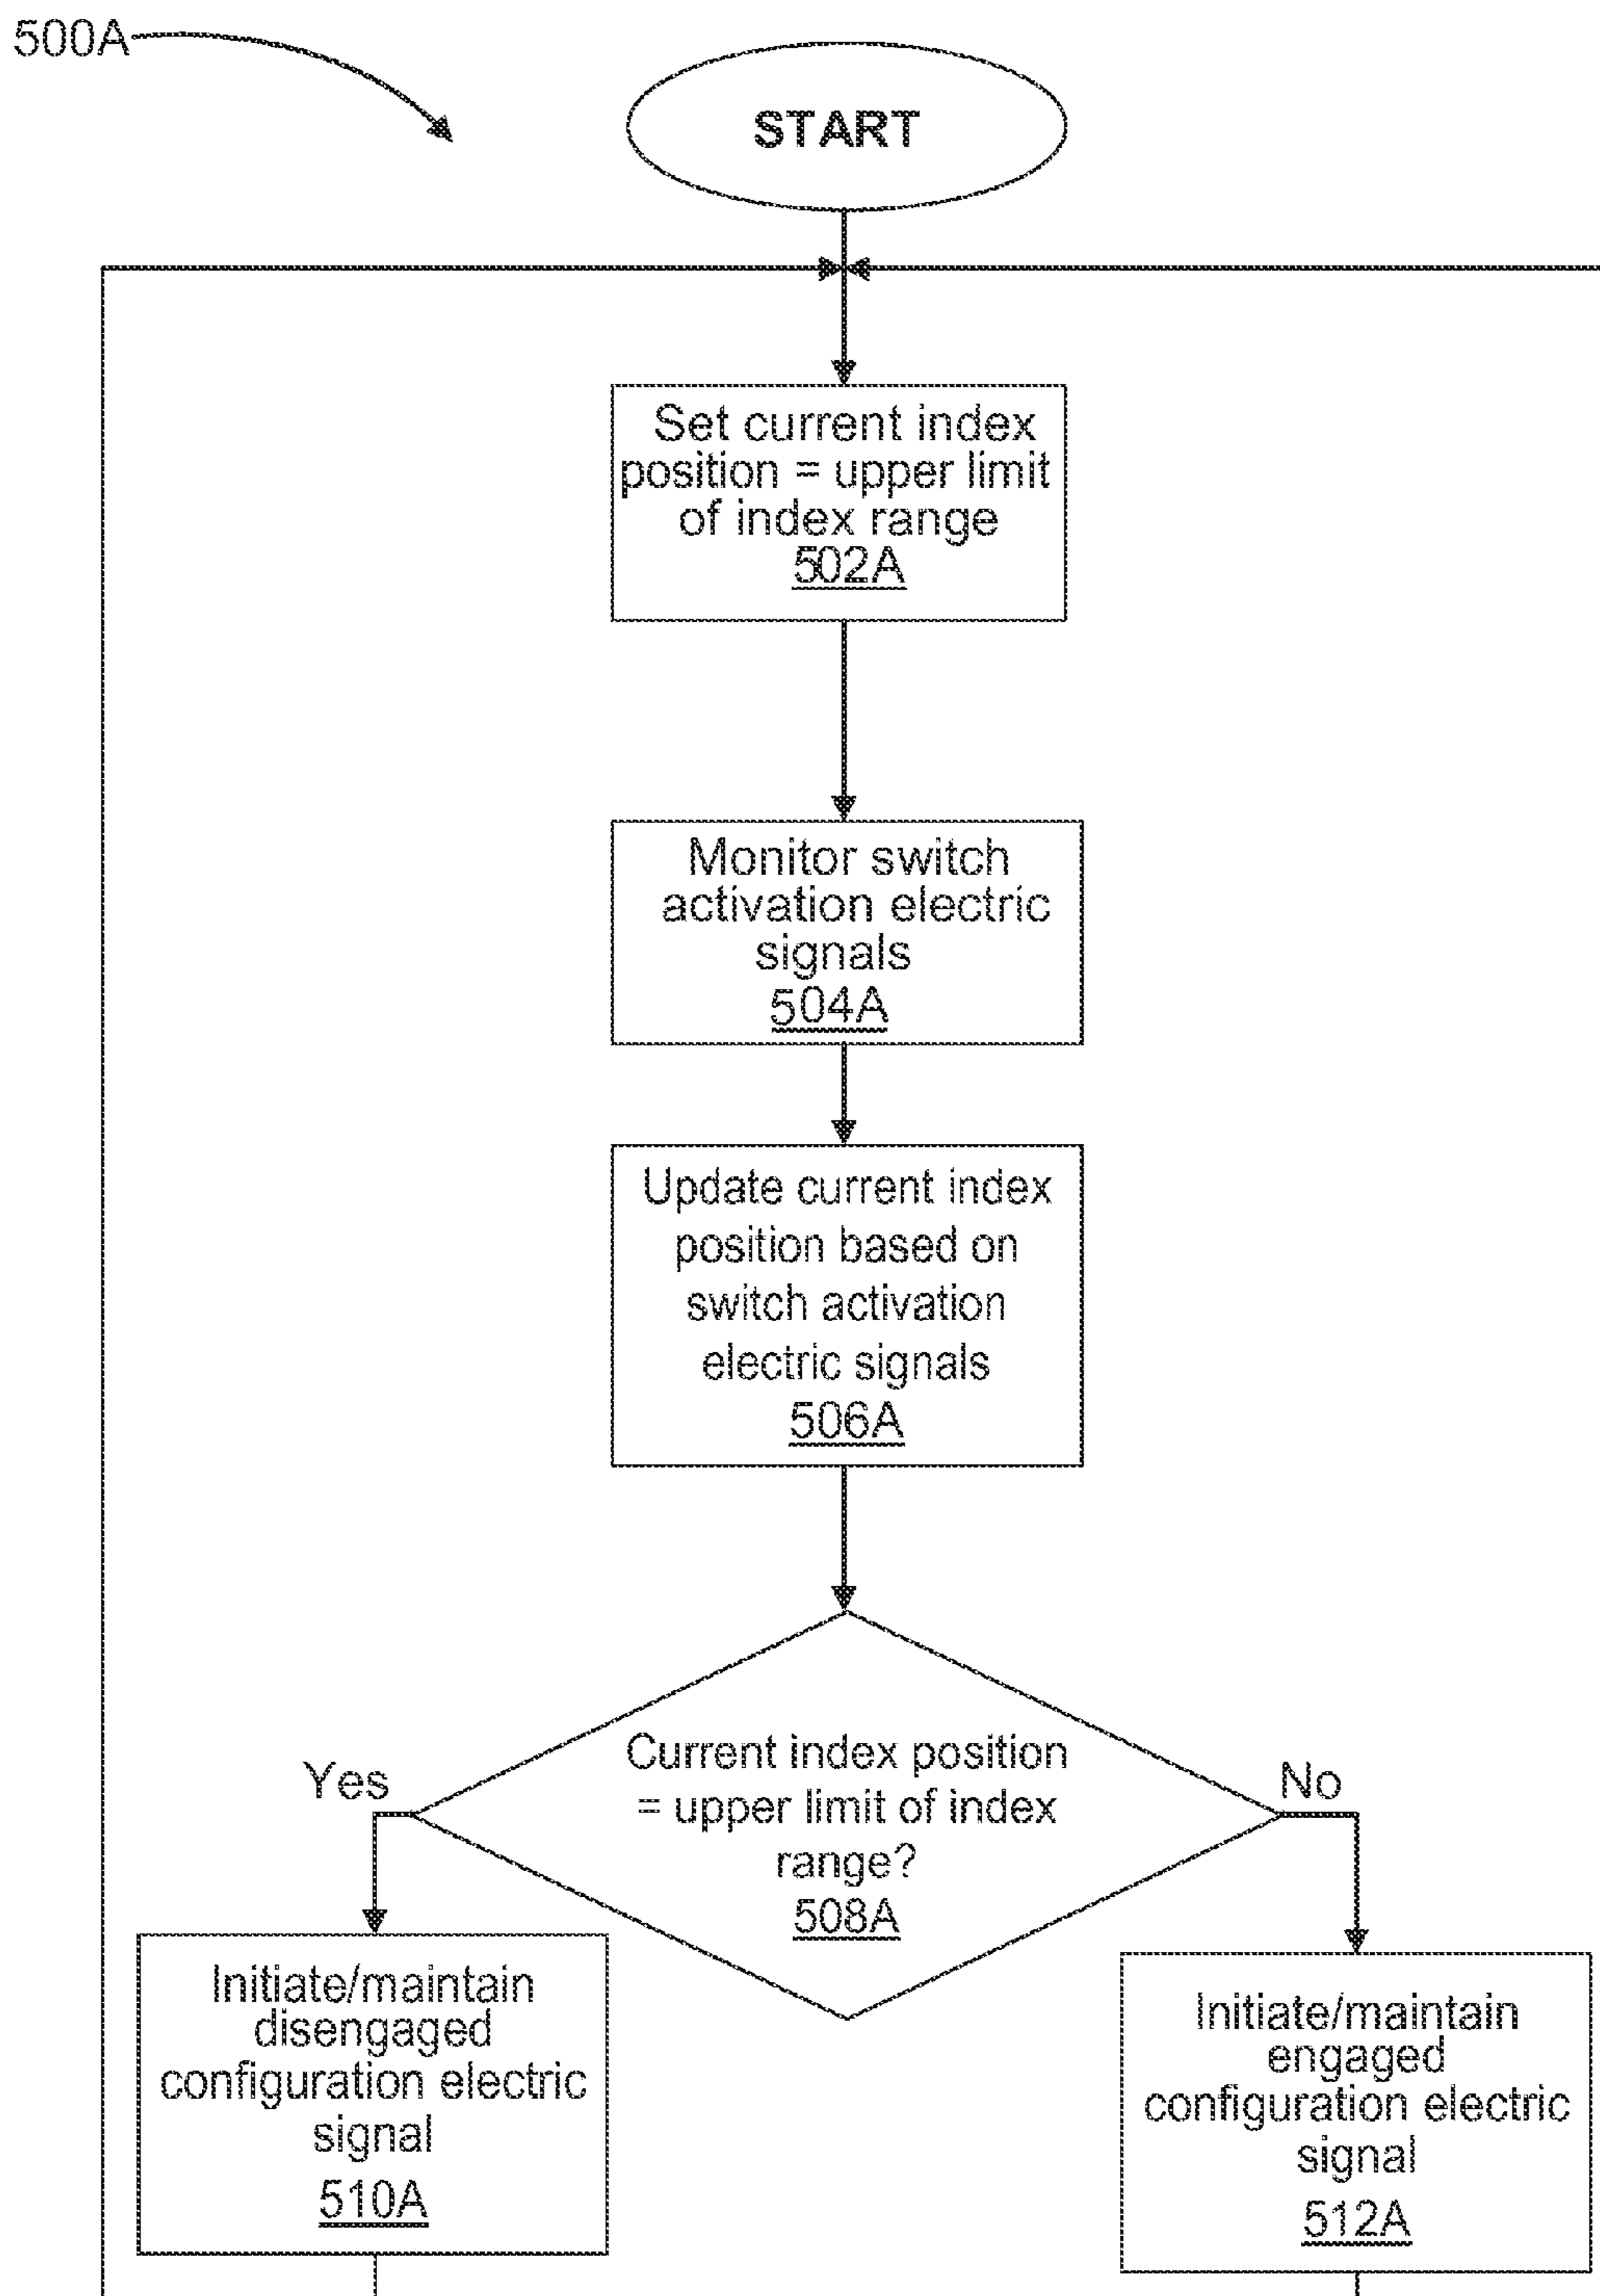 500A
START
Set current index
position = upper limit
of index range
502A
Monitor switch
activation electric
signals
504A
Update current index
position based on
switch activation
electric signals
506A
Current index position
= upper limit of index
range?
508A
Yes
No
Initiate/maintain
disengaged
configuration electric
signal
510A
Initiate/maintain
engaged
configuration electric
signal
512A